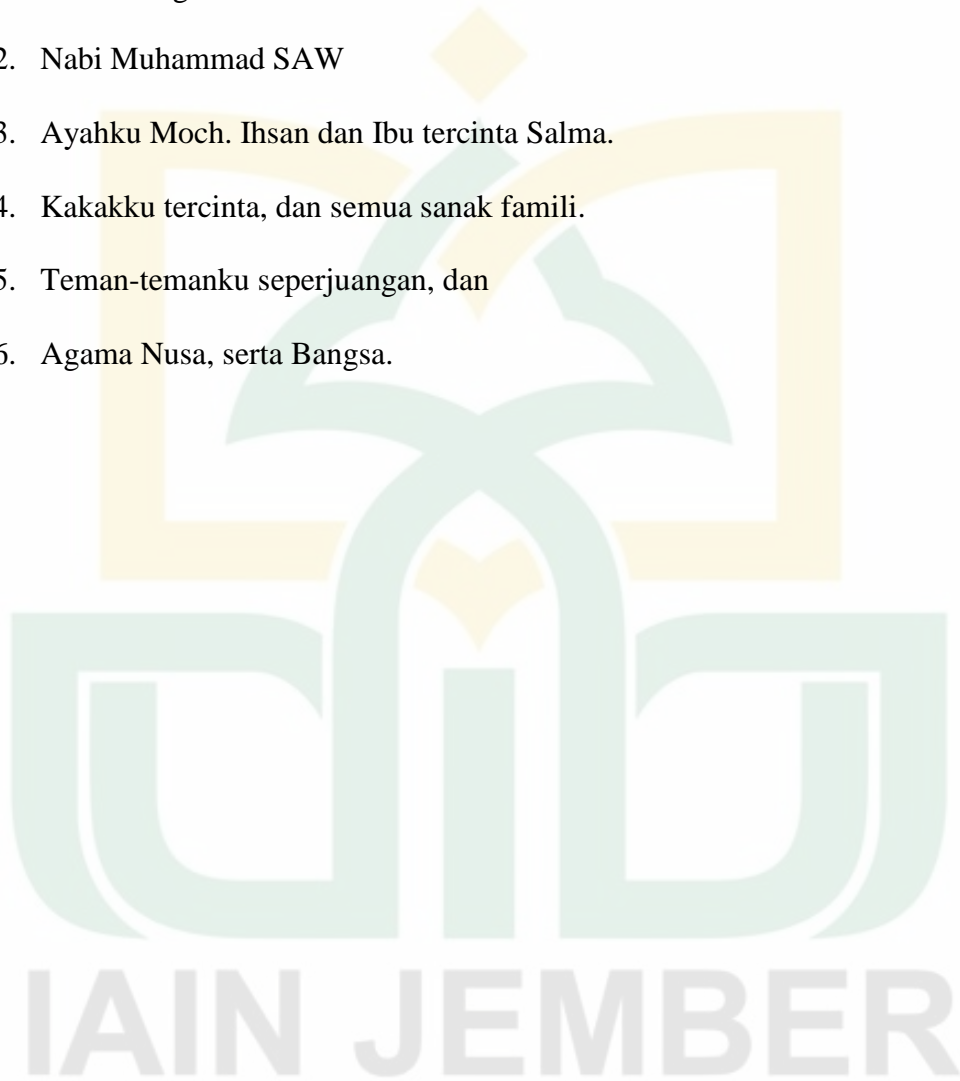 2. Nabi Muhammad SAW
3. Ayahku Moch. Ihsan dan Ibu tercinta Salma.
4. Kakakku tercinta, dan semua sanak famili.
5. Teman-temanku seperjuangan, dan
6. Agama Nusa, serta Bangsa.
IAIN JEMBER